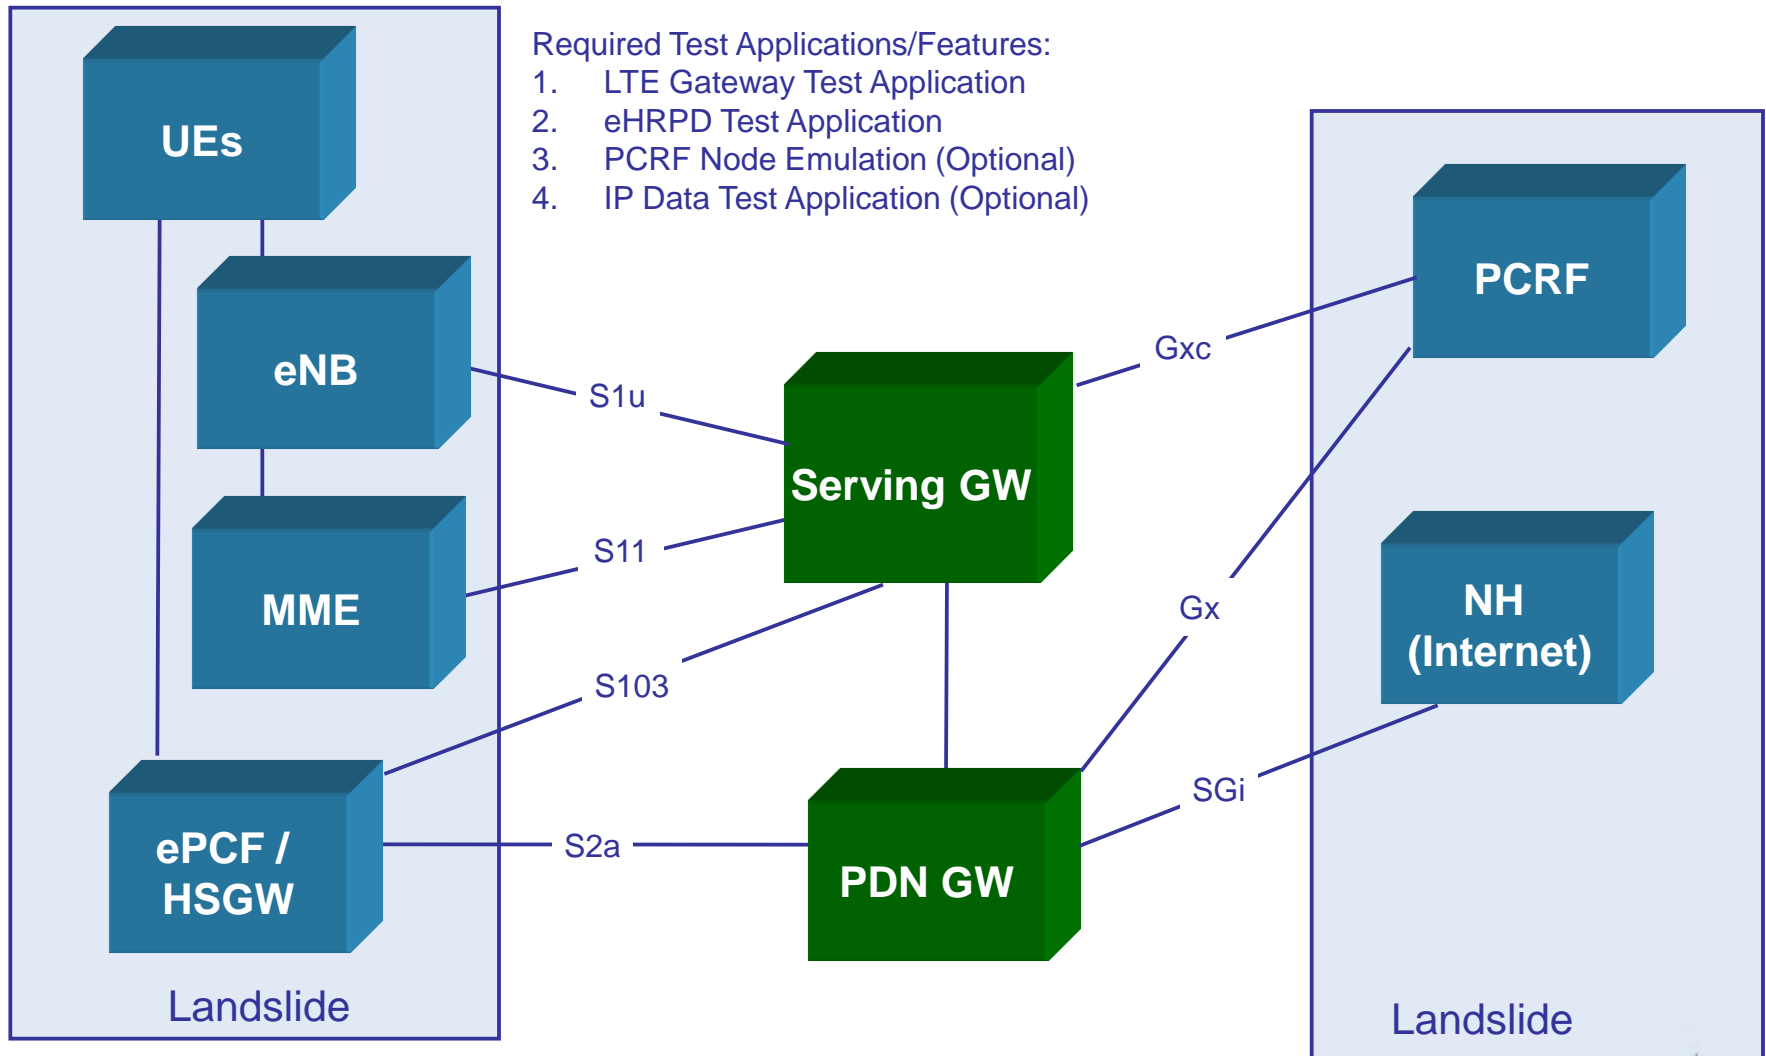 Required Test Applications/Features:
1. LTE Gateway Test Application
2. eHRPD Test Application
3. PCRF Node Emulation (Optional)
4. IP Data Test Application (Optional)
UEs
eNB
MME
ePCF /
HSGW
Landslide
S1u
S11
S103
S2a
Serving GW
PDN GW
Gxc
Gx
SGi
PCRF
NH
(Internet)
Landslide